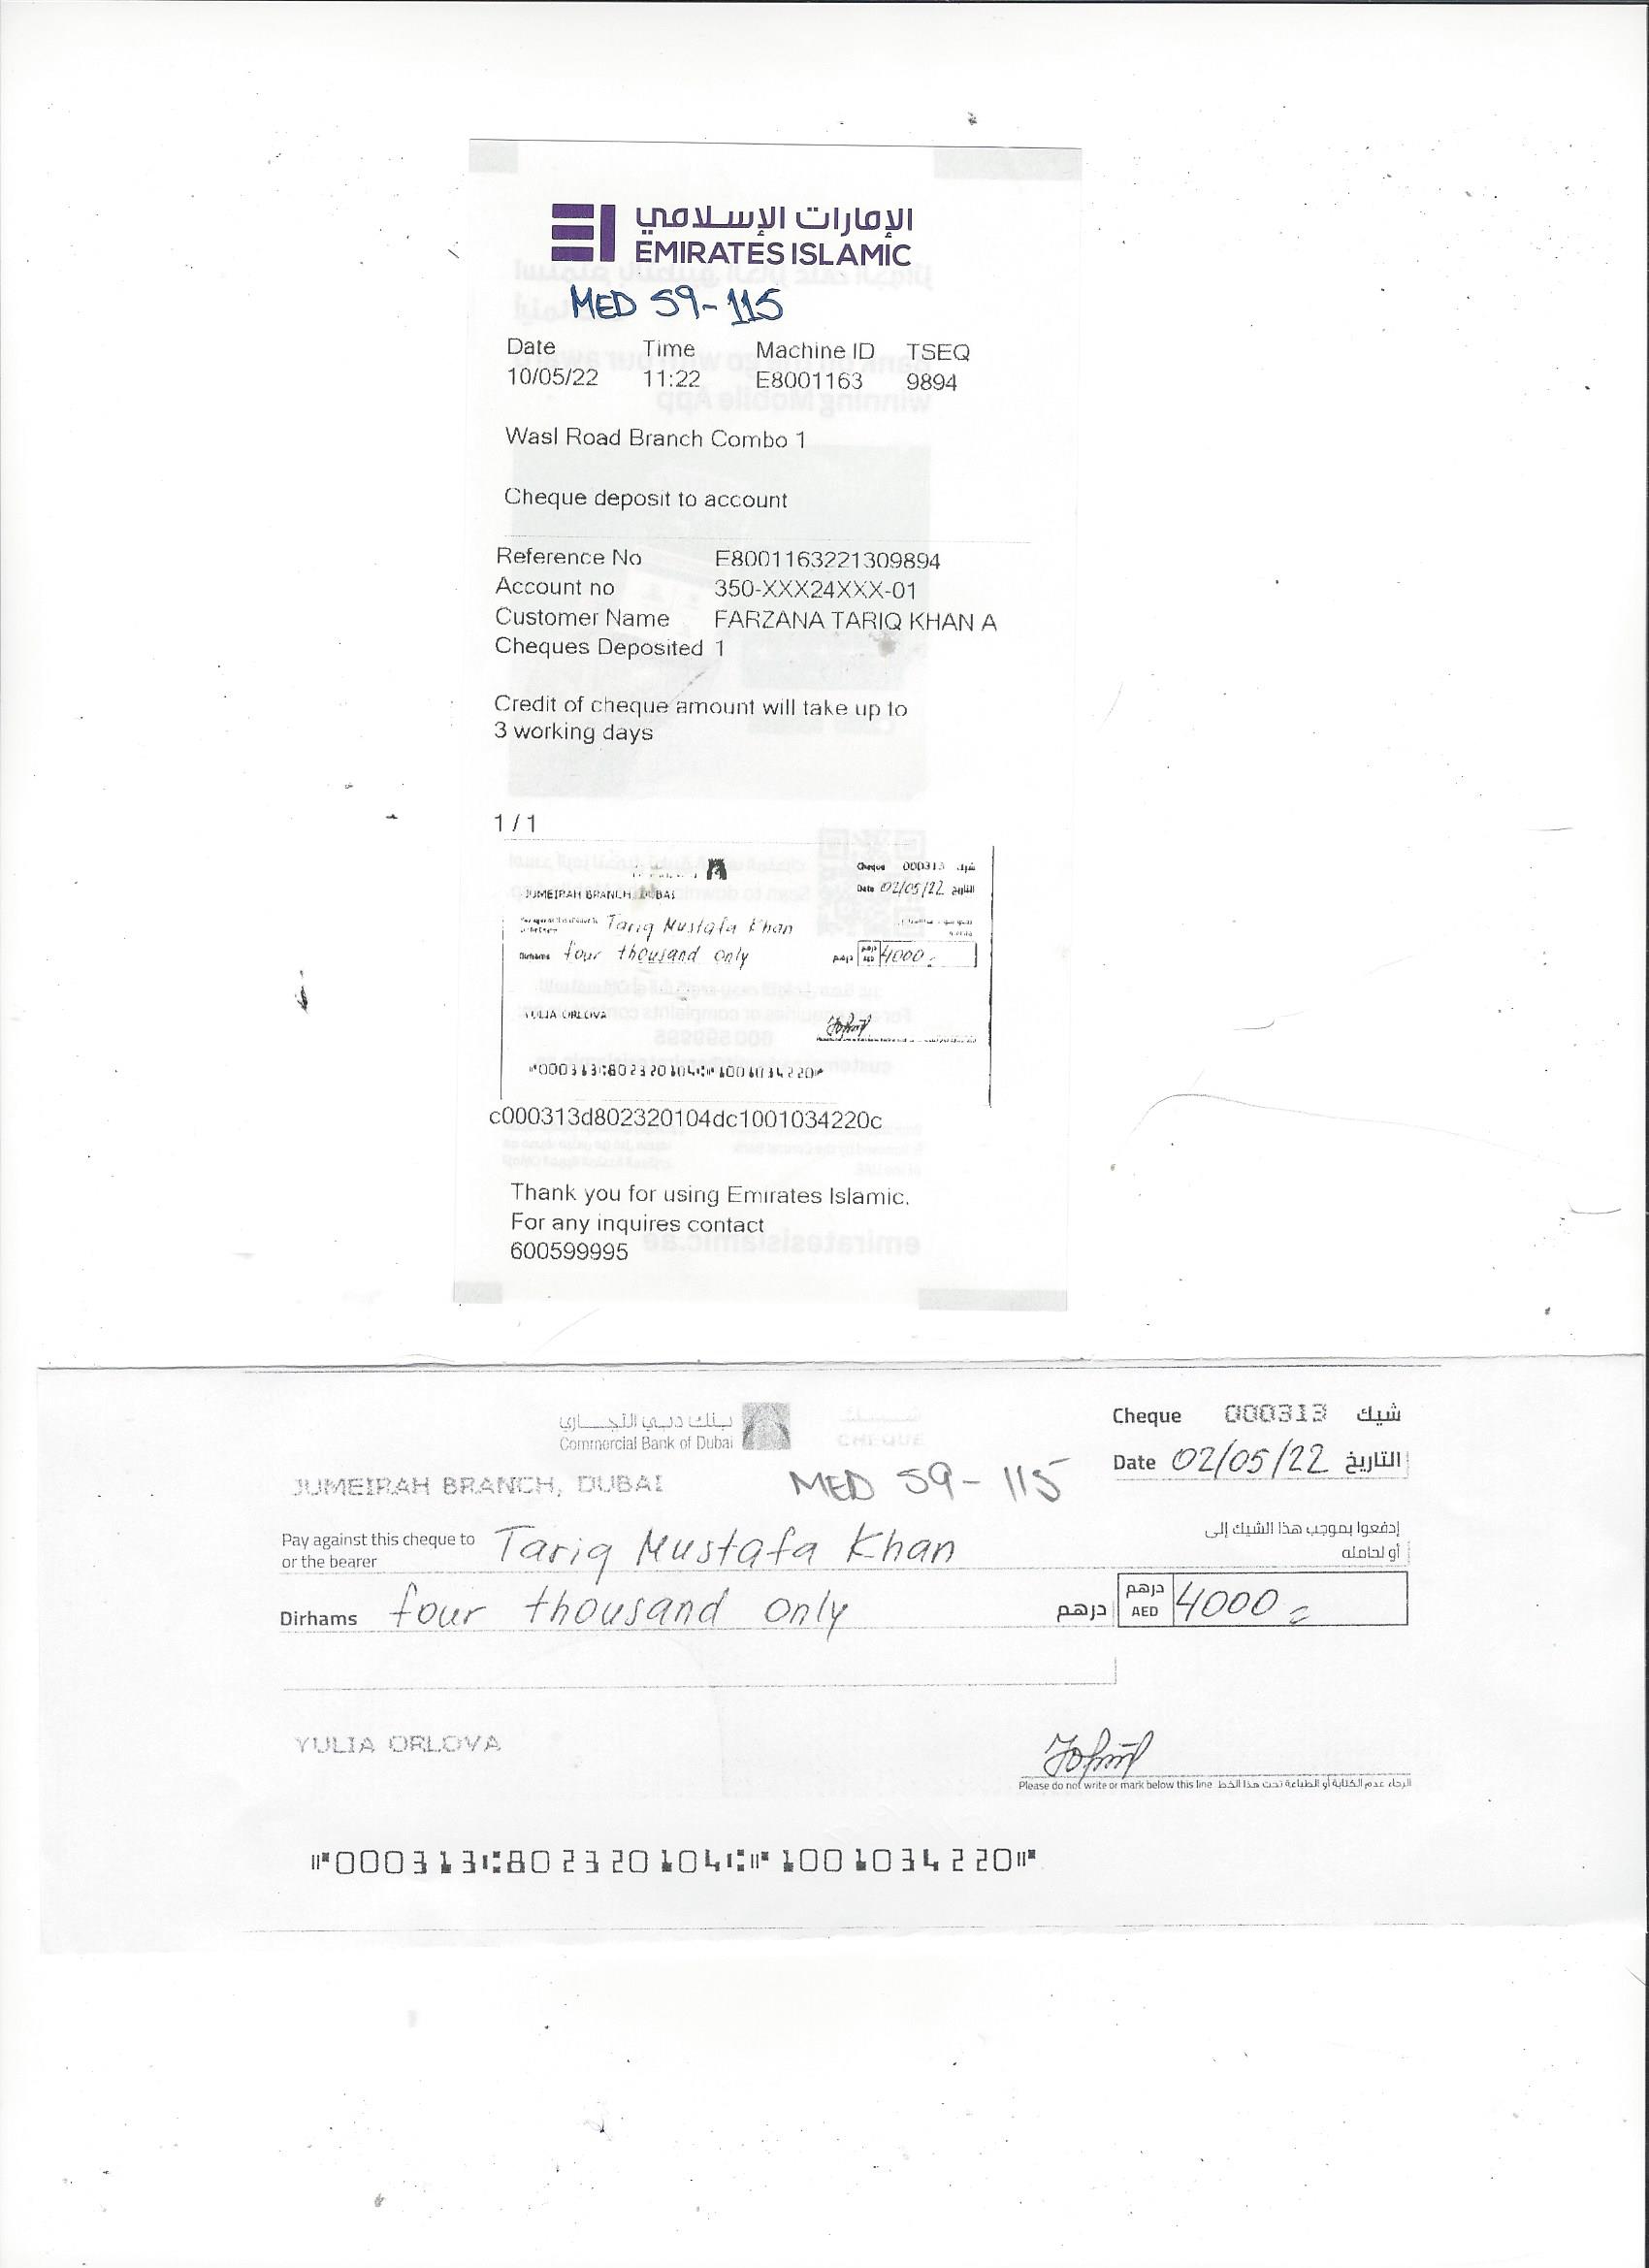 الإمارات الإسلامي
EMIRATES ISLAMIC
MED 59-115
Date Time Machine ID TSEQ
10/05/22 11:22 E8001163 9894
Wasl Road Branch Combo 1
Cheque deposit to account
Reference No E8001163221309894
Account no 350-XXX24XXX-01
Customer Name FARZANA TARIQ KHAN A
Cheques Deposited 1
Credit of cheque amount will take up to
3 working days
1 / 1
Cheque 000313 شيك
JUMEIRAH BRANCH, DUBAI Date 02/05/22 التاريخ
Tariq Mustafa Khan
Dirhams four thousand only درهم درهم AED 4000
YULIA ORLOVA
⑈000313⑆802320104⑆⑈1001034220⑈
c000313d802320104dc1001034220c
Thank you for using Emirates Islamic.
For any inquires contact
600599995
بنك دبي التجاري
Commercial Bank of Dubai
CHEQUE
Cheque 000313 شيك
Date 02/05/22 التاريخ
JUMEIRAH BRANCH, DUBAI
MED 59-115
Pay against this cheque to Tariq Mustafa Khan إدفعوا بموجب هذا الشيك إلى
or the bearer أو لحامله
Dirhams four thousand only درهم درهم AED 4000
YULIA ORLOVA
Please do not write or mark below this line الرجاء عدم الكتابة أو الطباعة تحت هذا الخط
⑈000313⑆802320104⑆⑈1001034220⑈